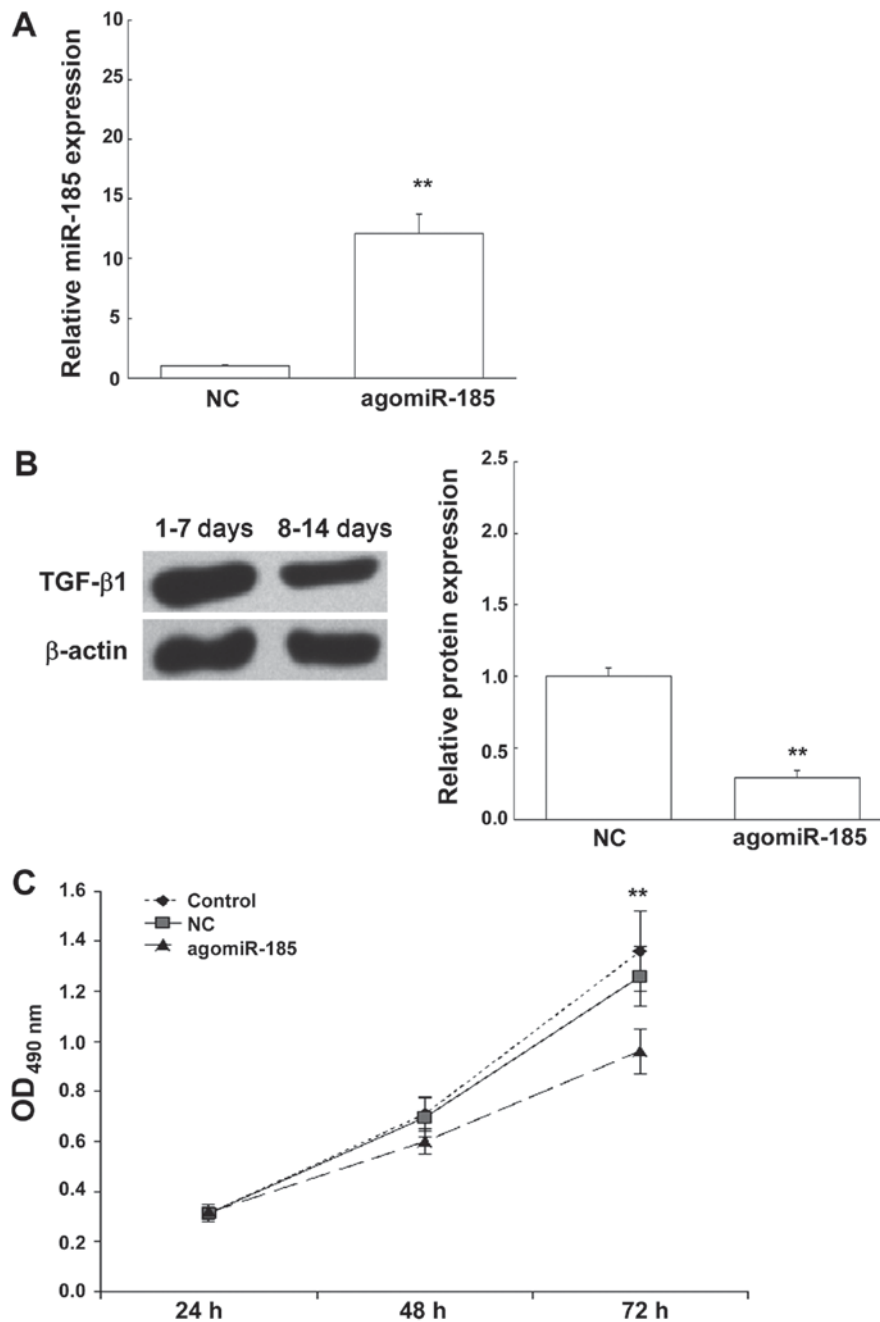 A
Relative miR-185 expression
10
25
20
15
10
5
0
**
NC
agomiR-185
B
1-7 days 8-14 days
TGF-β1
β-actin
Relative protein expression
2.5
2.0
1.5
1.0
0.5
0.0
**
NC
agomiR-185
C
OD490 nm
1.6
1.4
1.2
1.0
0.8
0.6
0.4
0.2
0.0
Control
NC
agomiR-185
**
24 h
48 h
72 h